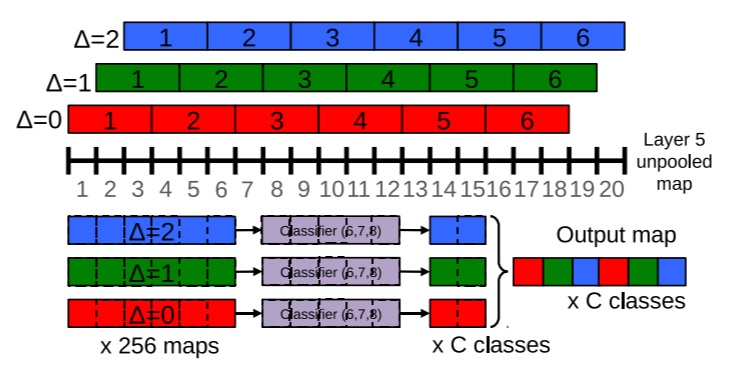 Δ=2 1 2 3 4 5 6
Δ=1 1 2 3 4 5 6
Δ=0 1 2 3 4 5 6
Layer 5
unpooled
map
1 2 3 4 5 6 7 8 9 10 11 12 13 14 15 16 17 18 19 20
Δ=2 Classifier (6,7,8)
Δ=1 Classifier (6,7,8)
Δ=0 Classifier (6,7,8)
Output map
x C classes
x 256 maps
x C classes